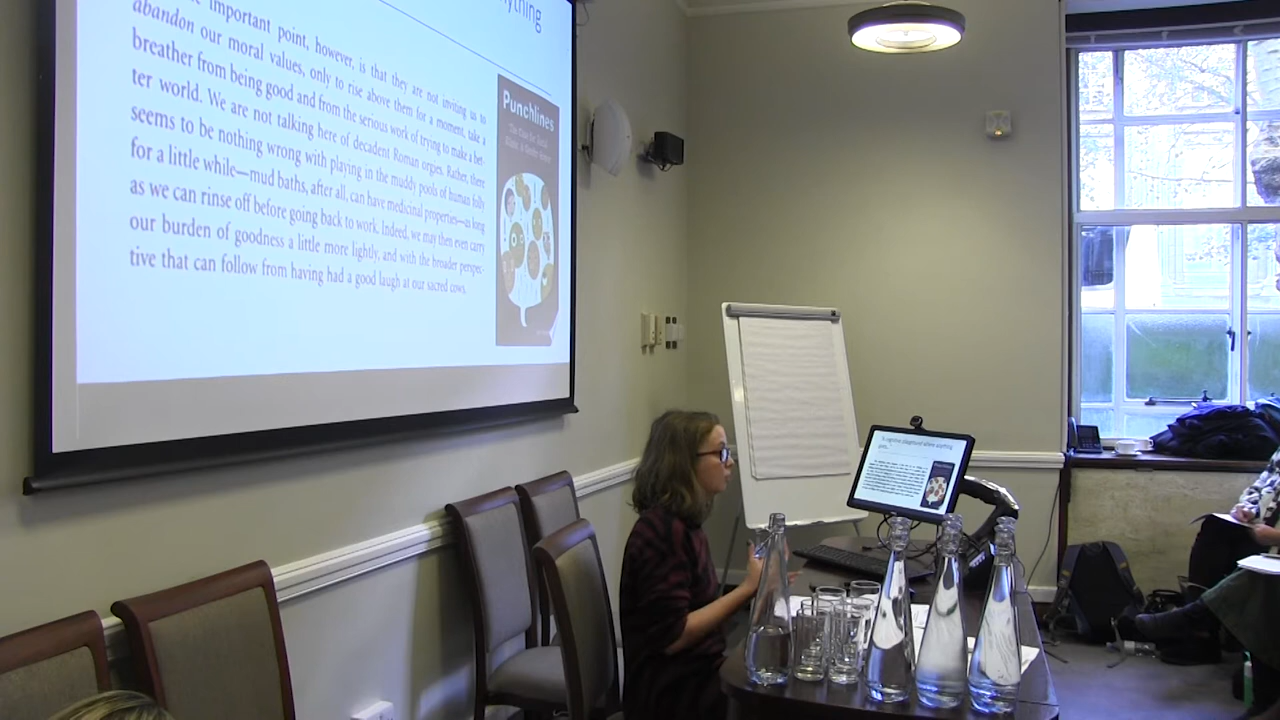 ything
important point, however, is that they are not inviting us to
abandon our moral values, only to rise above them for a moment, take a
breather from being good and from the serious work of trying to make a bet-
ter world. We are not talking here of decadent Roman orgies. Rather, there
seems to be nothing wrong with playing in the muddy pools of human folly
for a little while—mud baths, after all, can have medicinal properties—as long
as we can rinse off before going back to work. Indeed, we may then even carry
our burden of goodness a little more lightly, and with the broader perspec-
tive that can follow from having had a good laugh at our sacred cows.
Punchlines
A cognitive playground where anything
goes